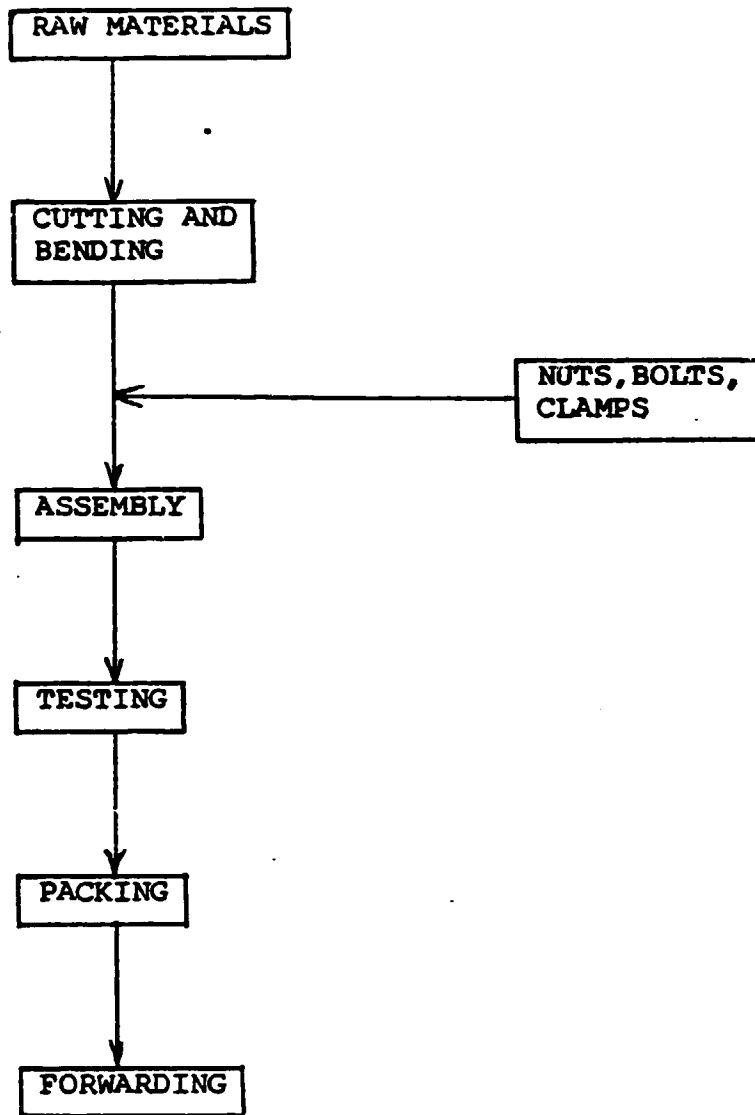 RAW MATERIALS
CUTTING AND
BENDING
NUTS,BOLTS,
CLAMPS
ASSEMBLY
TESTING
PACKING
FORWARDING